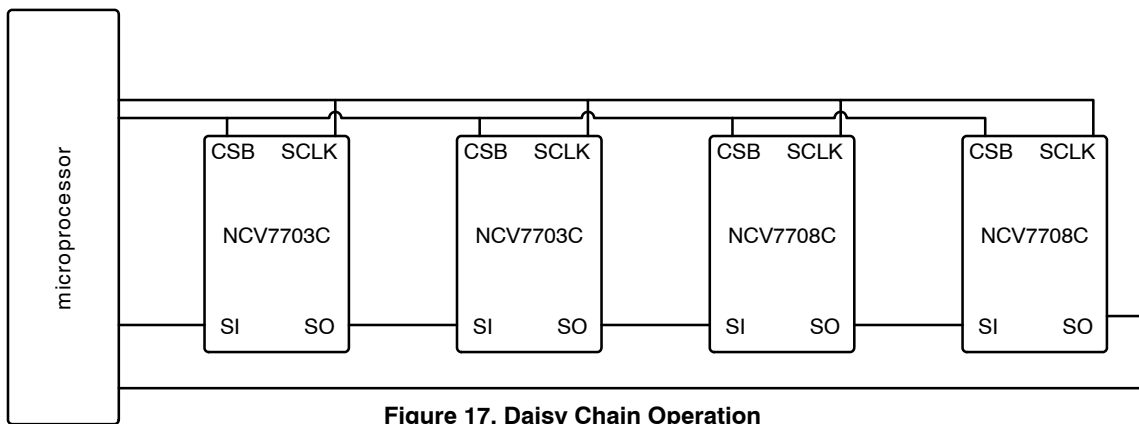 microprocessor
CSB SCLK
NCV7703C
SI SO
CSB SCLK
NCV7703C
SI SO
CSB SCLK
NCV7708C
SI SO
CSB SCLK
NCV7708C
SI SO
Figure 17. Daisy Chain Operation